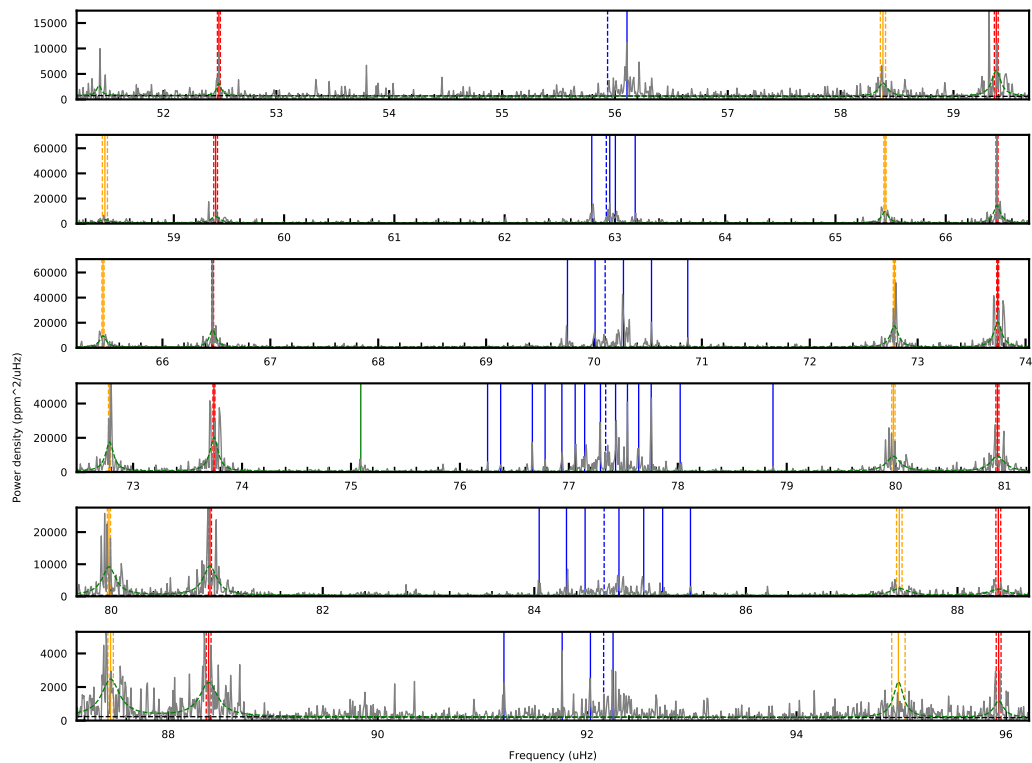 15000
10000
5000
0
52 53 54 55 56 57 58 59
60000
40000
20000
0
59 60 61 62 63 64 65 66
60000
40000
20000
0
66 67 68 69 70 71 72 73 74
Power density (ppm^2/uHz)
40000
20000
0
73 74 75 76 77 78 79 80 81
20000
10000
0
80 82 84 86 88
4000
2000
0
88 90 92 94 96
Frequency (uHz)